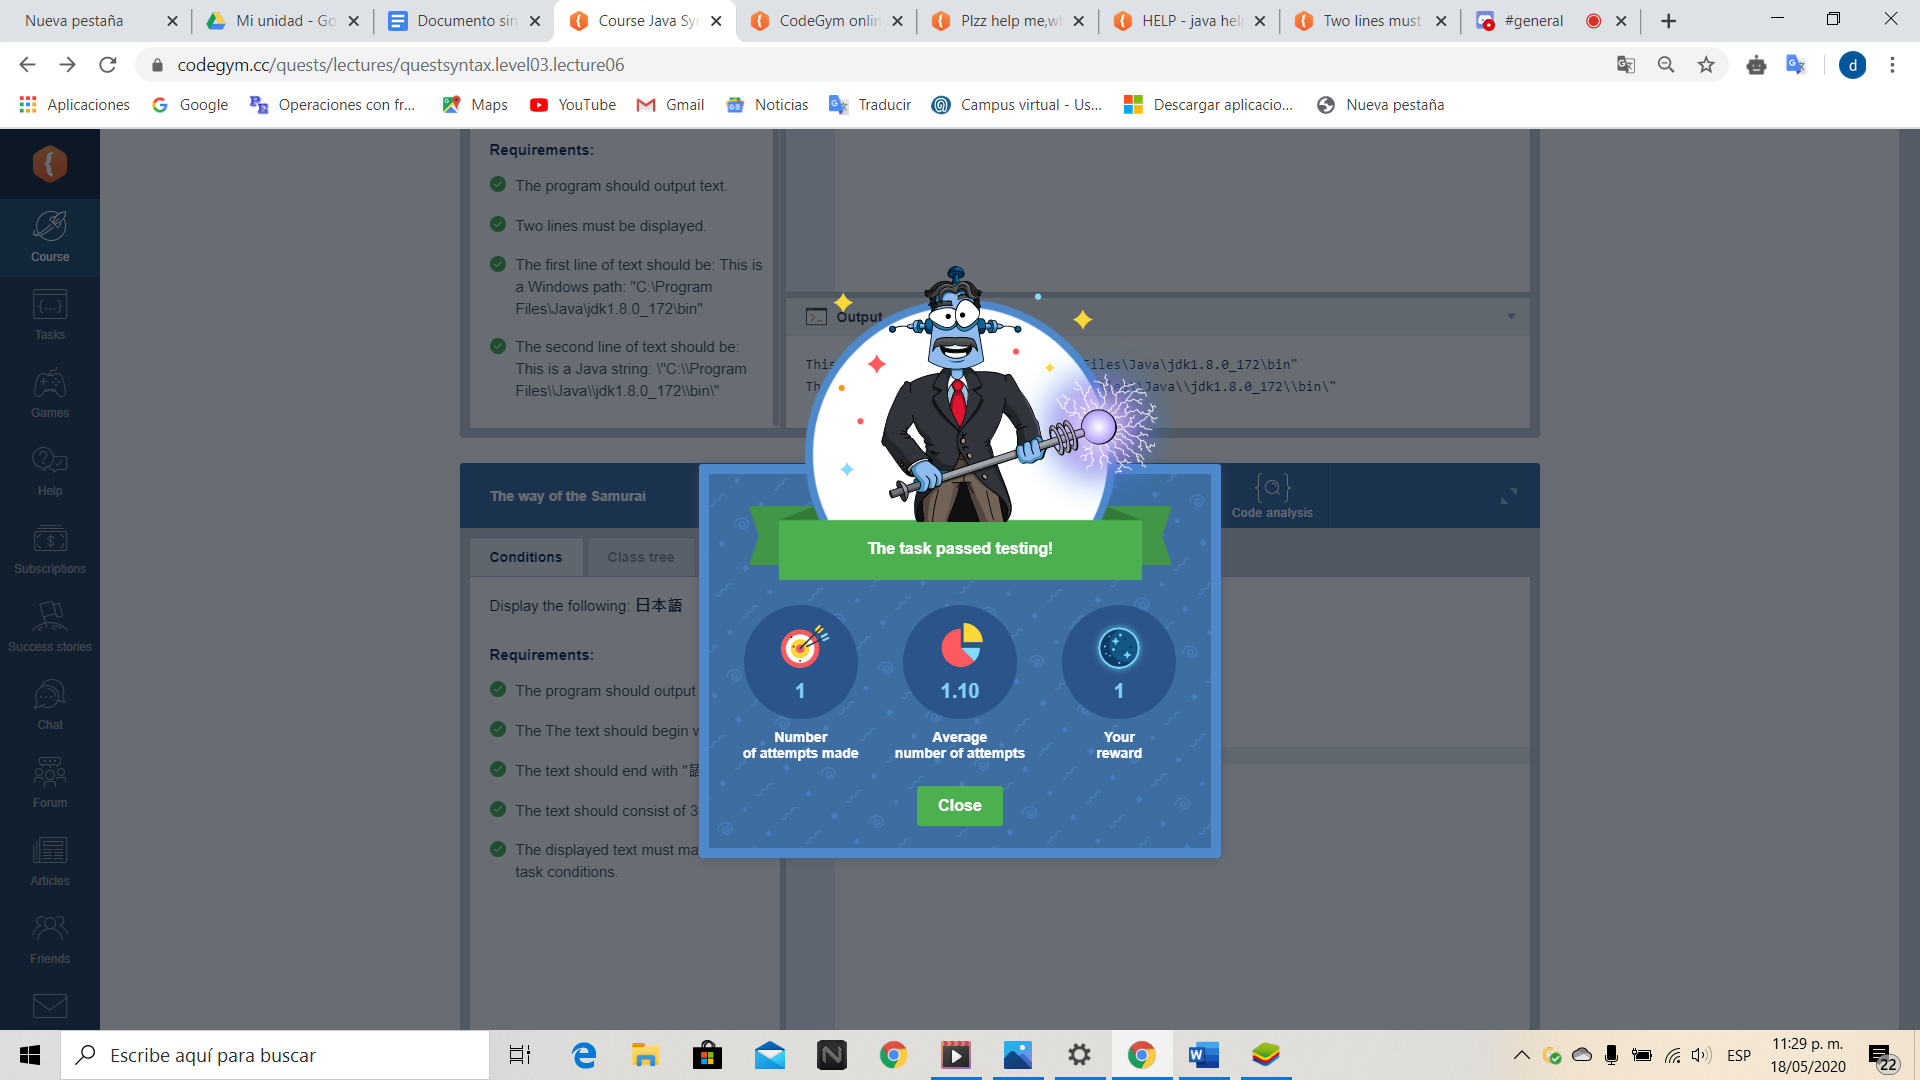 Nueva pestaña
Mi unidad - Go
Documento sin
Course Java Sy
CodeGym onlin
Plzz help me,w
HELP - java hel
Two lines must
#general
codegym.cc/quests/lectures/questsyntax.level03.lecture06
d
Aplicaciones
Google
Operaciones con fr...
Maps
YouTube
Gmail
Noticias
Traducir
Campus virtual - Us...
Descargar aplicacio...
Nueva pestaña
Course
Tasks
Games
Help
Subscriptions
Success stories
Chat
Forum
Articles
Friends
Requirements:
The program should output text.
Two lines must be displayed.
The first line of text should be: This is
a Windows path: "C:\Program
Files\Java\jdk1.8.0_172\bin"
The second line of text should be:
This is a Java string: \"C:\\Program
Files\\Java\\jdk1.8.0_172\\bin\"
Output
This
Files\Java\jdk1.8.0_172\bin"
Th
\Java\\jdk1.8.0_172\\bin\"
The way of the Samurai
Code analysis
Conditions
Class tree
Display the following: 日本語
Requirements:
The program should output
The The text should begin w
The text should end with "語
The text should consist of 3
The displayed text must ma
task conditions.
The task passed testing!
1
Number
of attempts made
1.10
Average
number of attempts
1
Your
reward
Close
Escribe aquí para buscar
ESP
11:29 p. m.
18/05/2020
22